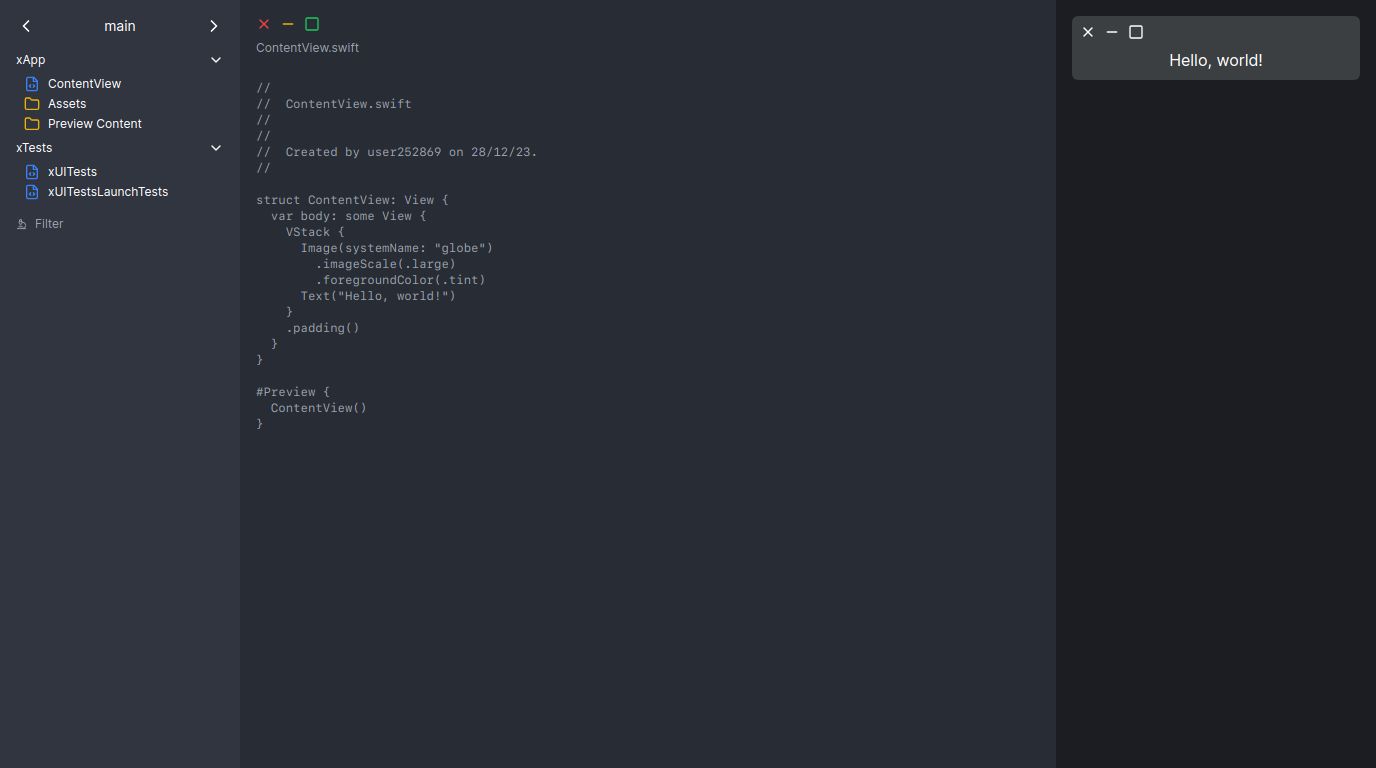 main
xApp
ContentView
Assets
Preview Content
xTests
xUITests
xUITestsLaunchTests
Filter
ContentView.swift
//
//  ContentView.swift
//
//
//  Created by user252869 on 28/12/23.
//
struct ContentView: View {
  var body: some View {
    VStack {
      Image(systemName: "globe")
        .imageScale(.large)
        .foregroundColor(.tint)
      Text("Hello, world!")
    }
    .padding()
  }
}
#Preview {
  ContentView()
}
Hello, world!